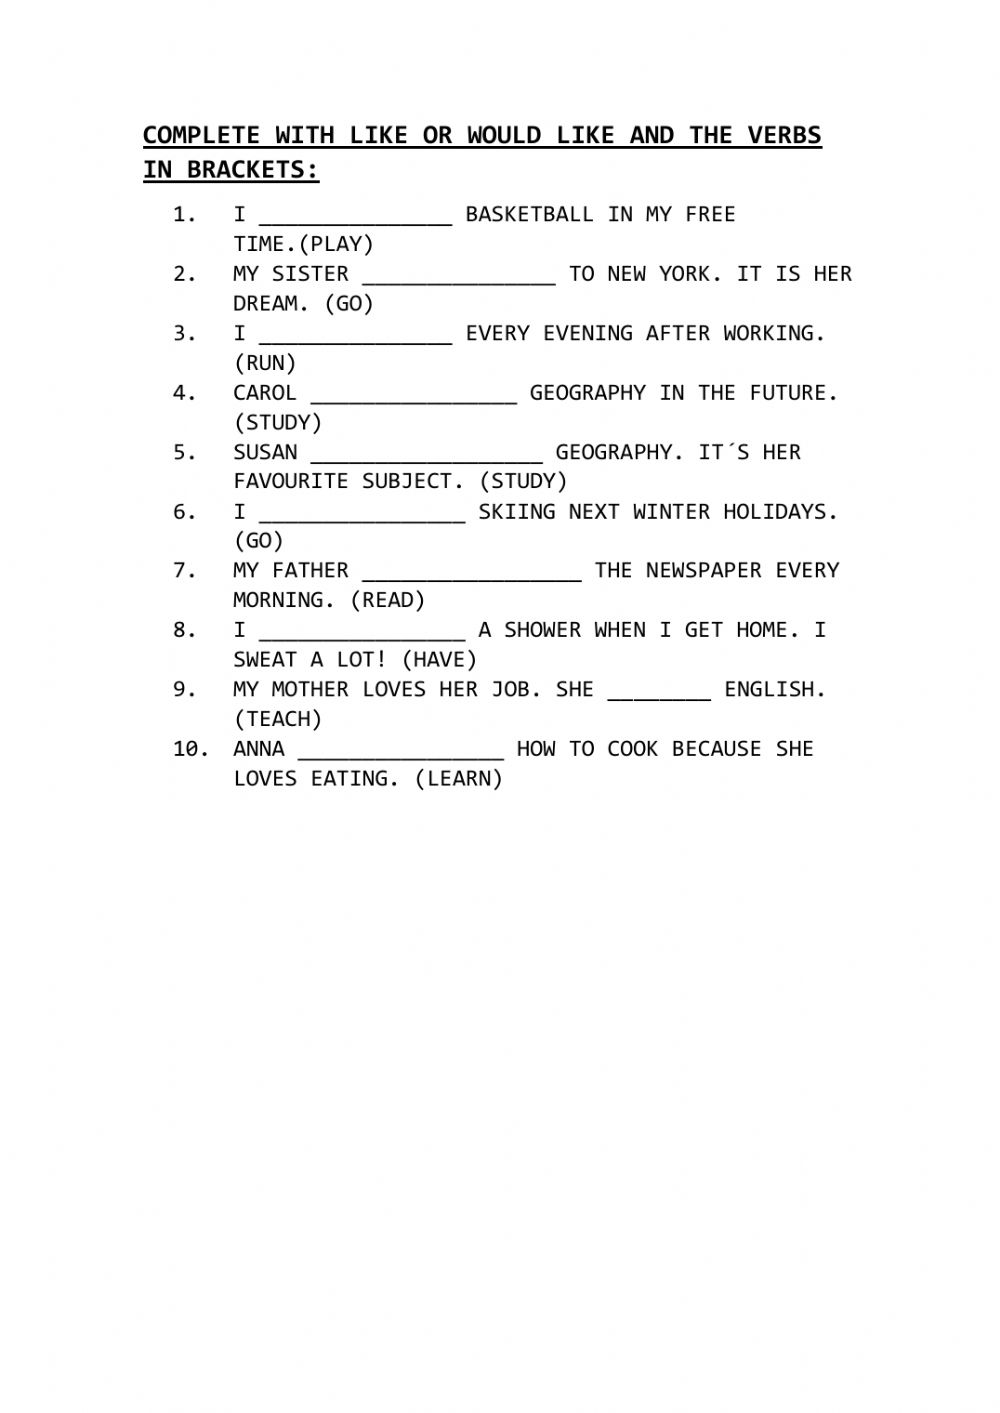 COMPLETE WITH LIKE OR WOULD LIKE AND THE VERBS
IN BRACKETS:
1. I _______________ BASKETBALL IN MY FREE
TIME.(PLAY)
2. MY SISTER _______________ TO NEW YORK. IT IS HER
DREAM. (GO)
3. I _______________ EVERY EVENING AFTER WORKING.
(RUN)
4. CAROL ________________ GEOGRAPHY IN THE FUTURE.
(STUDY)
5. SUSAN __________________ GEOGRAPHY. IT´S HER
FAVOURITE SUBJECT. (STUDY)
6. I ________________ SKIING NEXT WINTER HOLIDAYS.
(GO)
7. MY FATHER _________________ THE NEWSPAPER EVERY
MORNING. (READ)
8. I ________________ A SHOWER WHEN I GET HOME. I
SWEAT A LOT! (HAVE)
9. MY MOTHER LOVES HER JOB. SHE ________ ENGLISH.
(TEACH)
10. ANNA ________________ HOW TO COOK BECAUSE SHE
LOVES EATING. (LEARN)